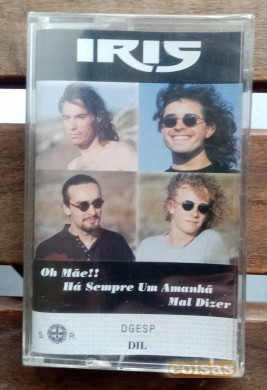 IRIS
Oh Mãe!!
Há Sempre Um Amanhã
Mal Dizer
S. R.
DGESP
DIL
coisas